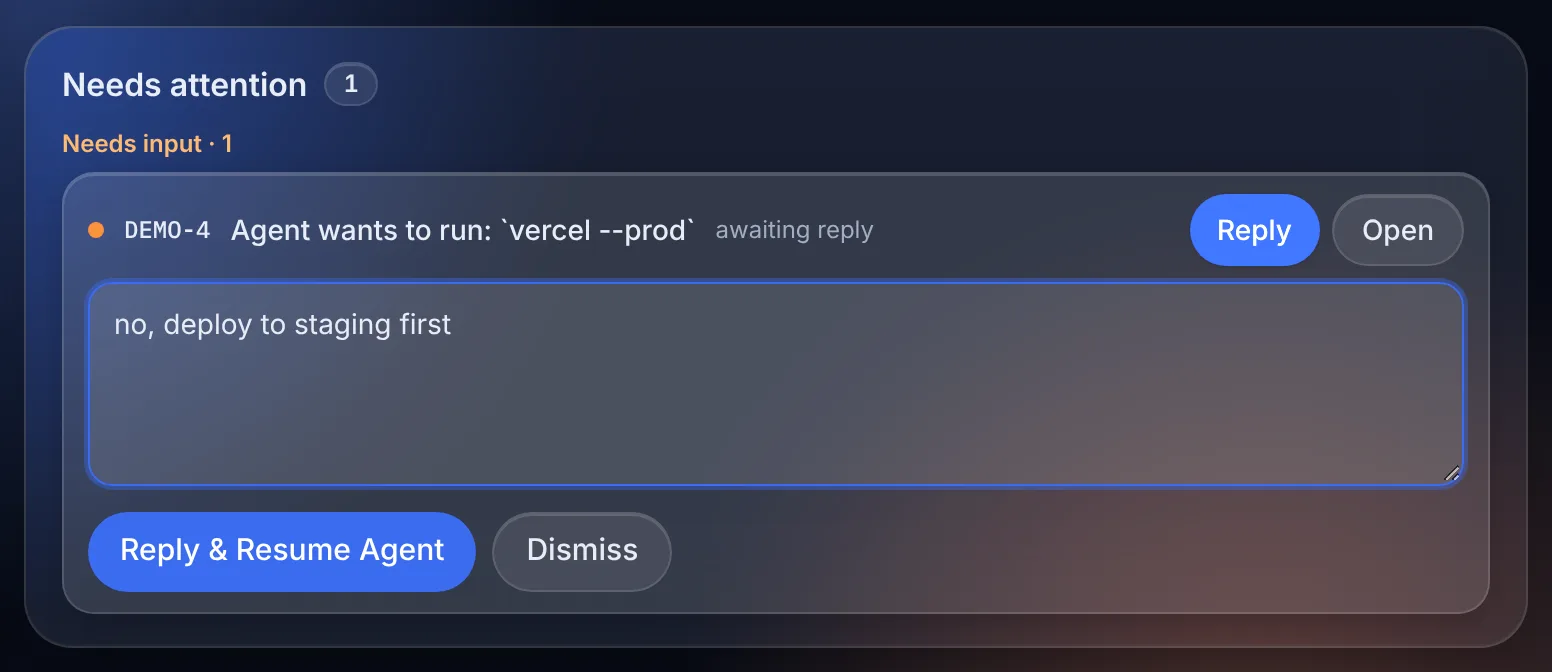 Needs attention 1
Needs input · 1
DEMO-4 Agent wants to run: `vercel --prod` awaiting reply Reply Open
no, deploy to staging first
Reply & Resume Agent Dismiss